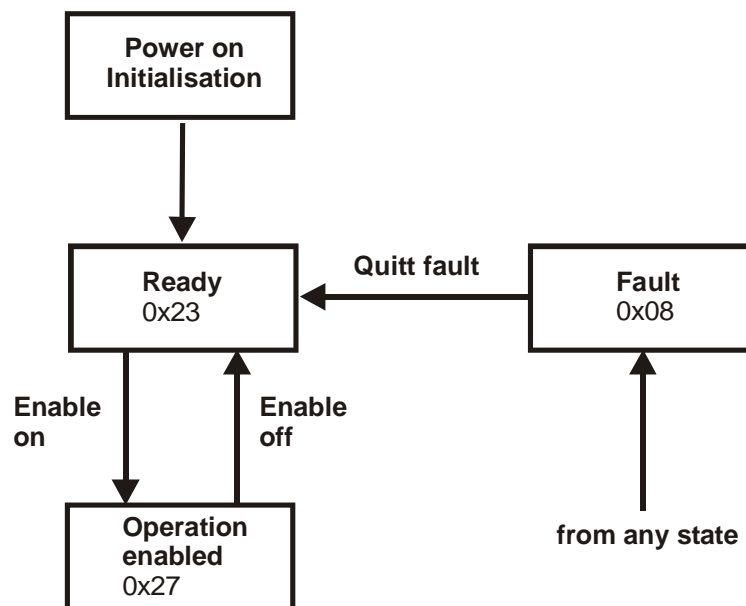 Power on
Initialisation
Ready
0x23
Quitt fault
Fault
0x08
Enable
on
Enable
off
Operation
enabled
0x27
from any state